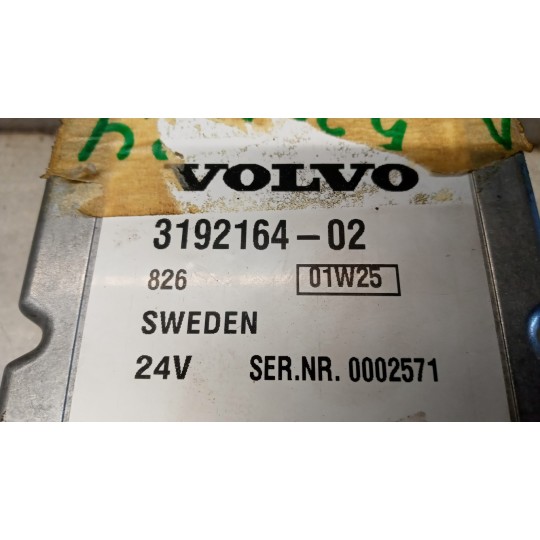 VOLVO
3192164-02
826 01W25
SWEDEN
24V SER.NR. 0002571